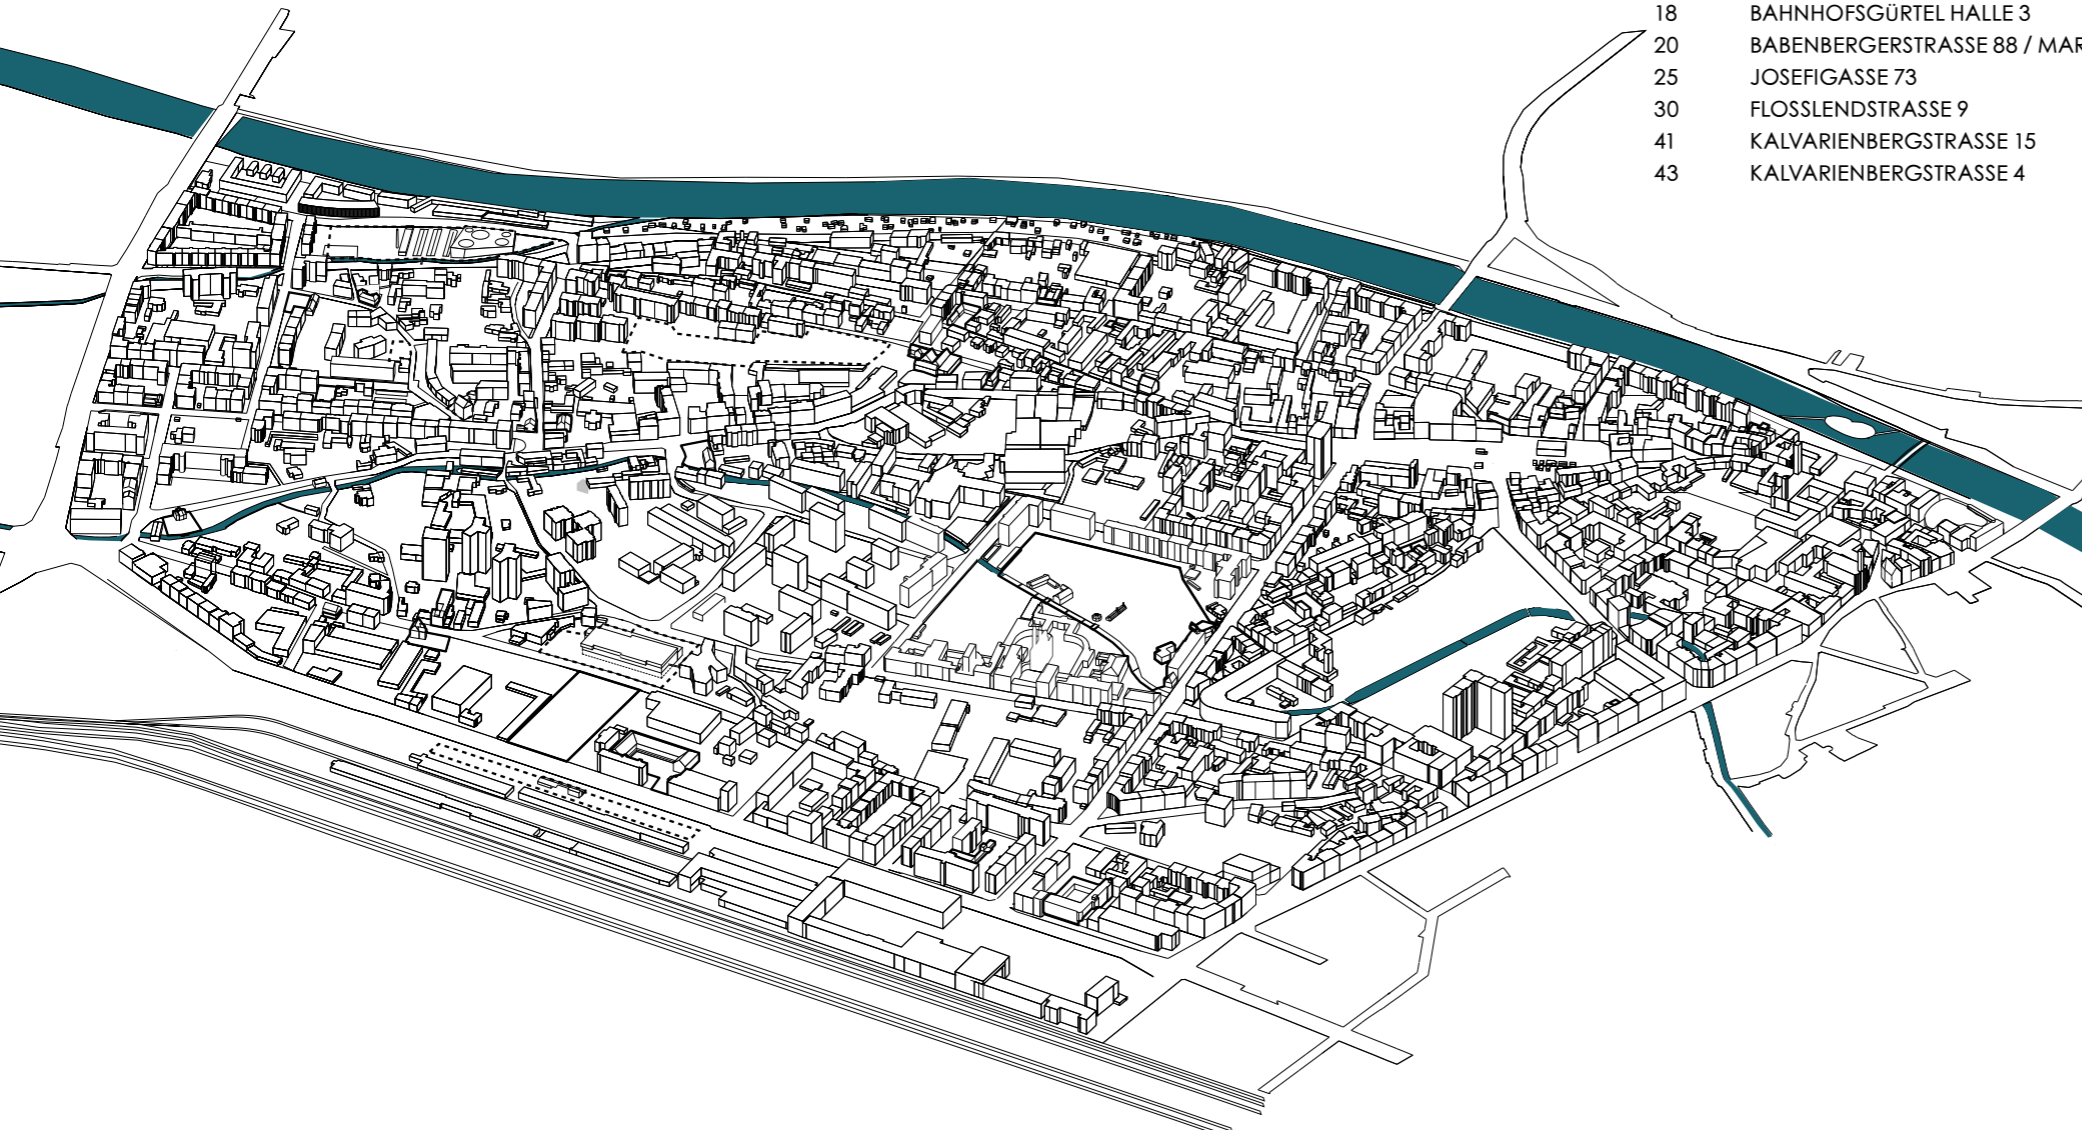 18 BAHNHOFSGÜRTEL HALLE 3
20 BABENBERGERSTRASSE 88 / MAR
25 JOSEFIGASSE 73
30 FLOSSLENDSTRASSE 9
41 KALVARIENBERGSTRASSE 15
43 KALVARIENBERGSTRASSE 4